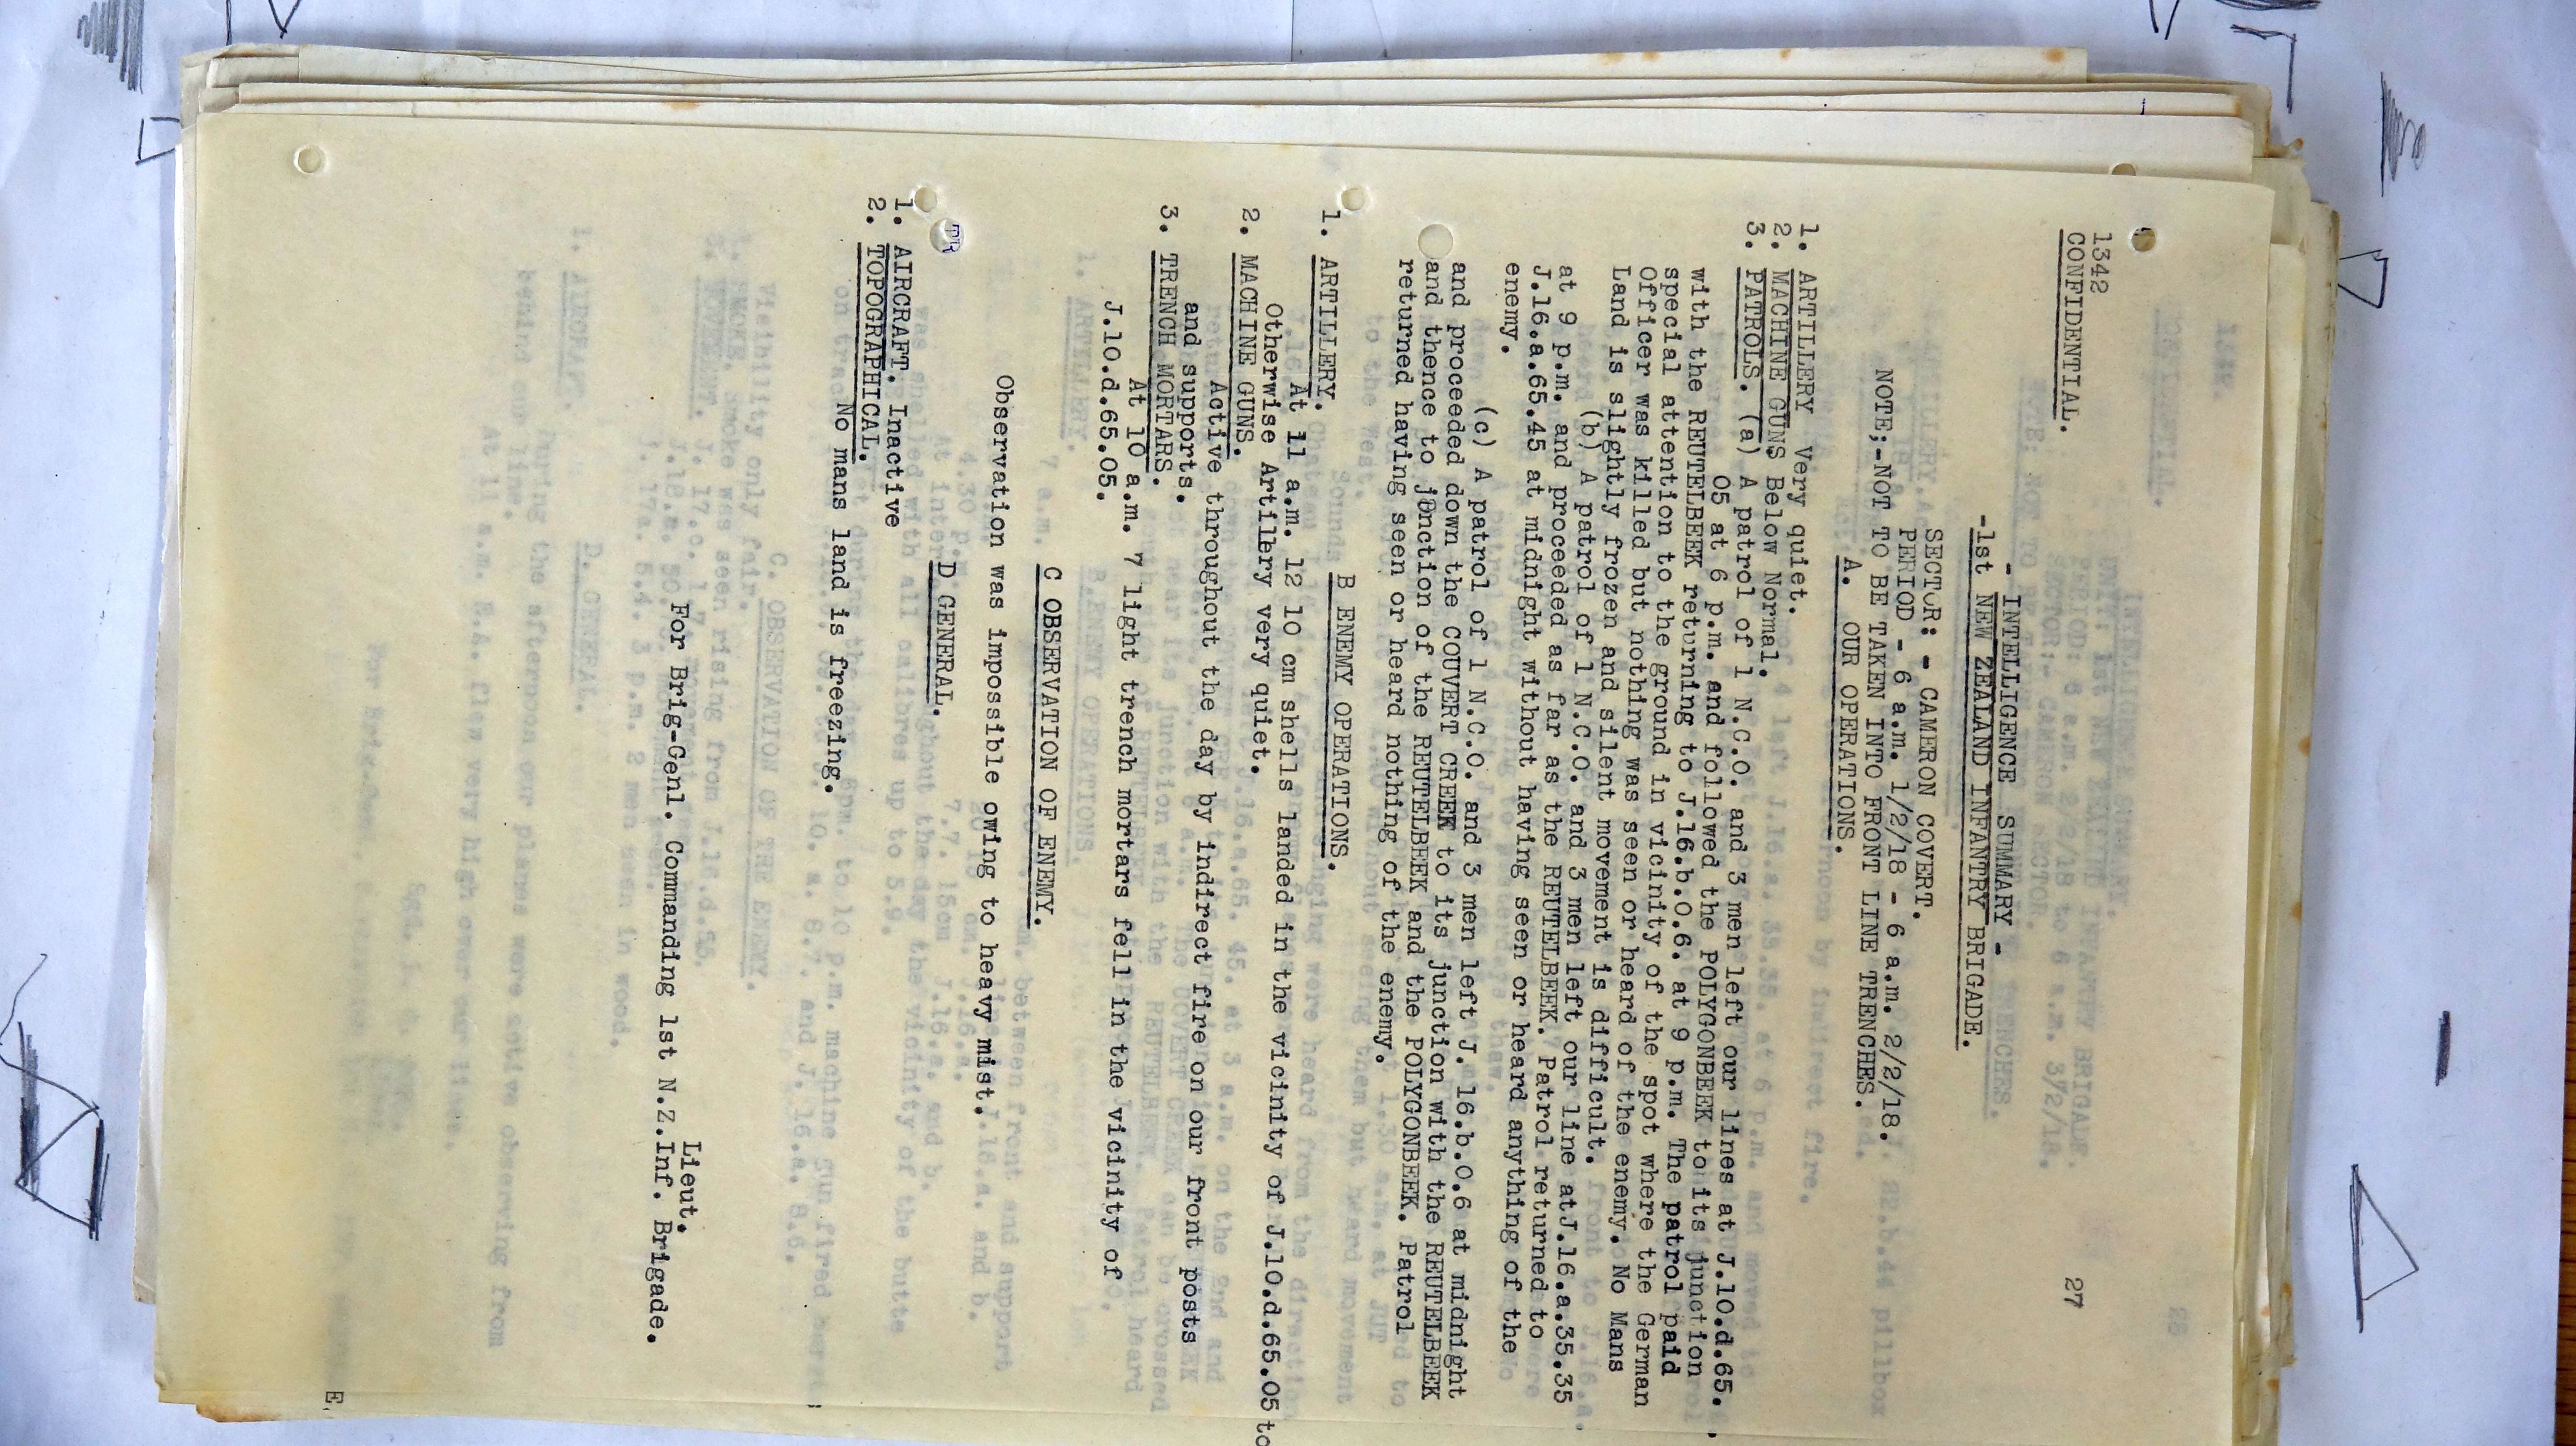 1342
CONFIDENTIAL. 27
- INTELLIGENCE SUMMARY -
-1st NEW ZEALAND INFANTRY BRIGADE.
SECTOR: - CAMERON COVERT.
PERIOD - 6 a.m. 1/2/18 - 6 a.m. 2/2/18.
NOTE;-NOT TO BE TAKEN INTO FRONT LINE TRENCHES.
A. OUR OPERATIONS.
1. ARTILLERY Very quiet.
2. MACHINE GUNS Below Normal.
3. PATROLS. (a) A patrol of 1 N.C.O. and 3 men left our lines at J.10.d.65.
05 at 6 p.m. and followed the POLYGONBEEK to its junction
with the REUTELBEEK returning to J.16.b.0.6. at 9 p.m. The patrol paid
special attention to the ground in vicinity of the spot where the German
Officer was killed but nothing was seen or heard of the enemy. No Mans
Land is slightly frozen and silent movement is difficult.
(b) A patrol of 1 N.C.O. and 3 men left our line at J.16.a.35.35
at 9 p.m. and proceeded as far as the REUTELBEEK. Patrol returned to
J.16.a.65.45 at midnight without having seen or heard anything of the
enemy.
(c) A patrol of 1 N.C.O. and 3 men left J. 16.b.0.6 at midnight
and proceeded down the COUVERT CREEK to its junction with the REUTELBEEK
and thence to junction of the REUTELBEEK and the POLYGONBEEK. Patrol
returned having seen or heard nothing of the enemy.
B ENEMY OPERATIONS.
1. ARTILLERY.
At 11 a.m. 12 10 cm shells landed in the vicinity of J.10.d.65.05 to
Otherwise Artillery very quiet.
2. MACHINE GUNS.
Active throughout the day by indirect fire on our front posts
and supports.
3. TRENCH MORTARS.
At 10 a.m. 7 light trench mortars fell in the vicinity of
J.10.d.65.05.
C OBSERVATION OF ENEMY.
Observation was impossible owing to heavy mist.
D GENERAL.
1. AIRCRAFT. Inactive
2. TOPOGRAPHICAL.
No mans land is freezing.
Lieut.
For Brig-Genl. Commanding 1st N.Z.Inf. Brigade.